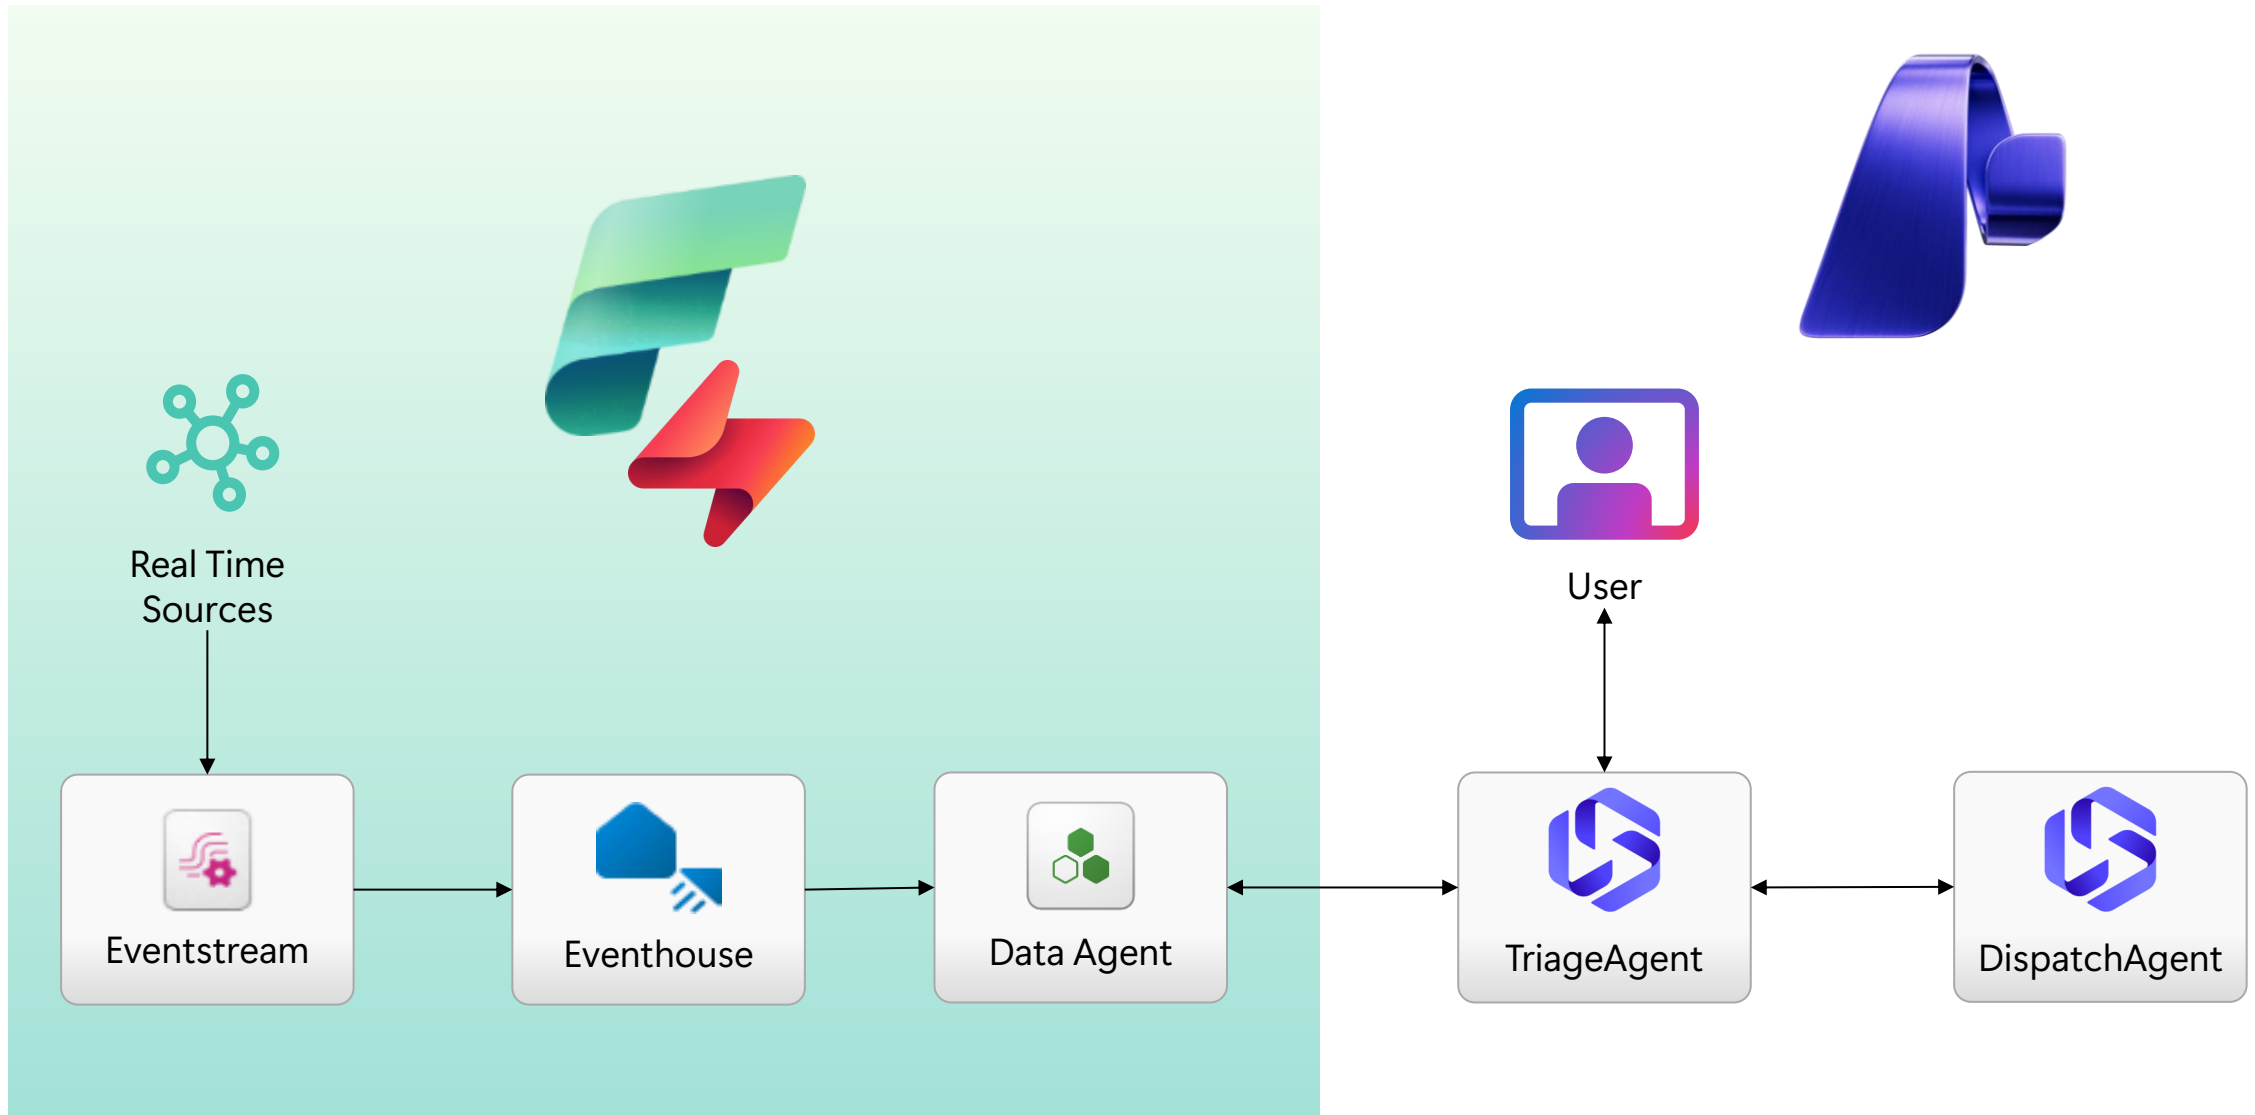 Real Time
Sources
User
Eventstream
Eventhouse
Data Agent
TriageAgent
DispatchAgent